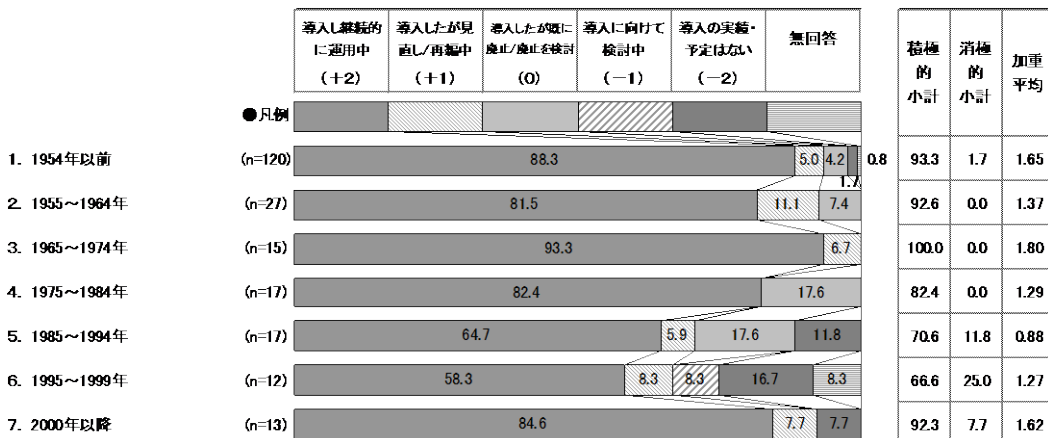 導入し継続的に運用中(+2) 導入したが見直し/再編中(+1) 導入したが既に廃止/廃止を検討(0) 導入に向けて検討中(-1) 導入の実績・予定はない(-2) 無回答 積極的小計 消極的小計 加重平均
●凡例
1. 1954年以前 (n=120) 88.3 5.0 4.2 1.7 0.8 93.3 1.7 1.65
2. 1955~1964年 (n=27) 81.5 11.1 7.4 92.6 0.0 1.37
3. 1965~1974年 (n=15) 93.3 6.7 100.0 0.0 1.80
4. 1975~1984年 (n=17) 82.4 17.6 82.4 0.0 1.29
5. 1985~1994年 (n=17) 64.7 5.9 17.6 11.8 70.6 11.8 0.88
6. 1995~1999年 (n=12) 58.3 8.3 8.3 16.7 8.3 66.6 25.0 1.27
7. 2000年以降 (n=13) 84.6 7.7 7.7 92.3 7.7 1.62